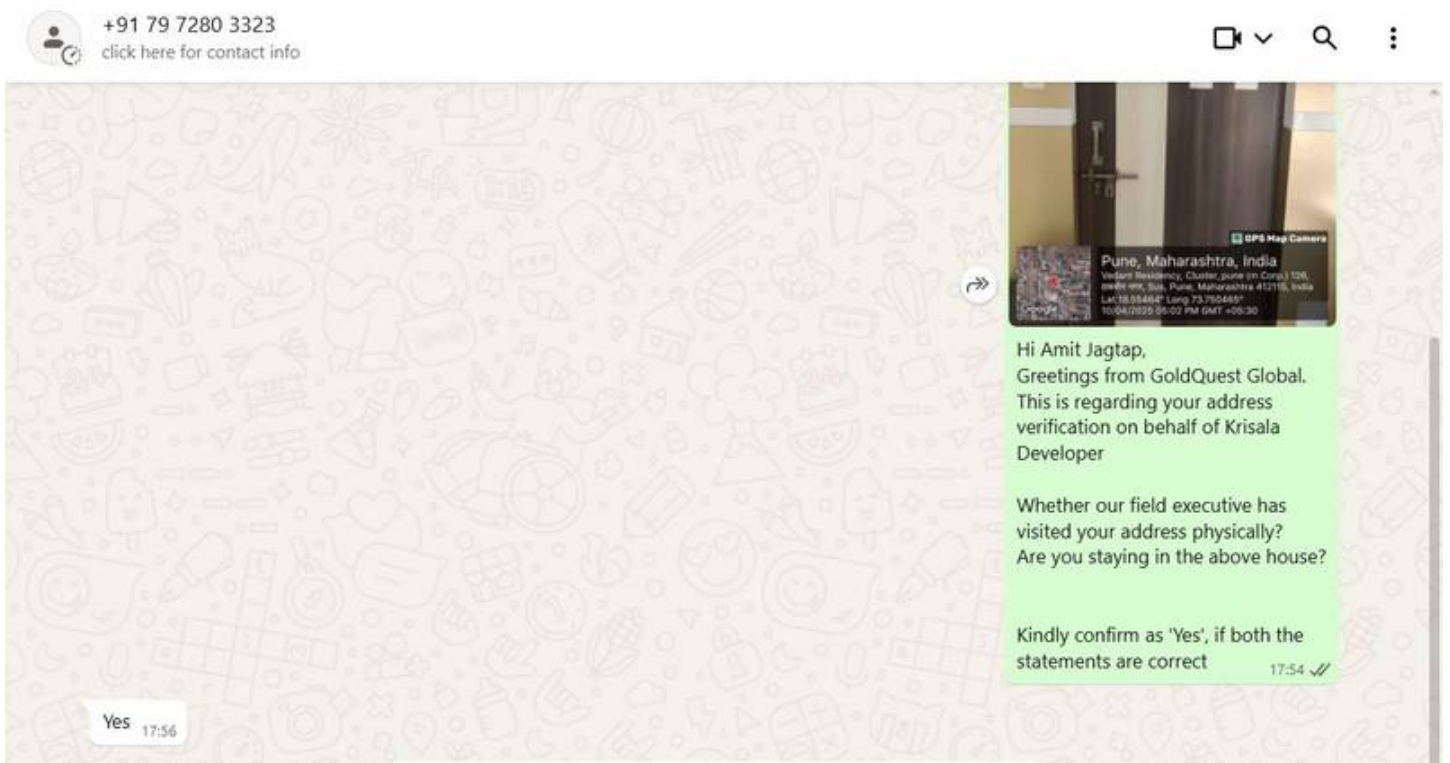 +91 79 7280 3323
click here for contact info
GPS Map Camera
Pune, Maharashtra, India
Vedant Residency, Cluster, pune (m Corp.) 126,
Sus, Pune, Maharashtra 412115, India
Lat 18.55464° Long 73.750465°
10/04/2025 05:02 PM GMT +05:30
Google
Hi Amit Jagtap,
Greetings from GoldQuest Global.
This is regarding your address
verification on behalf of Krisala
Developer
Whether our field executive has
visited your address physically?
Are you staying in the above house?
Kindly confirm as 'Yes', if both the
statements are correct
17:54
Yes 17:56